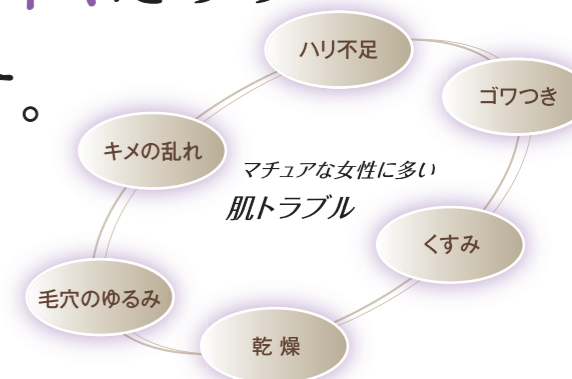 ハリ不足
ゴワつき
キメの乱れ
マチュアな女性に多い
肌トラブル
くすみ
毛穴のゆるみ
乾 燥